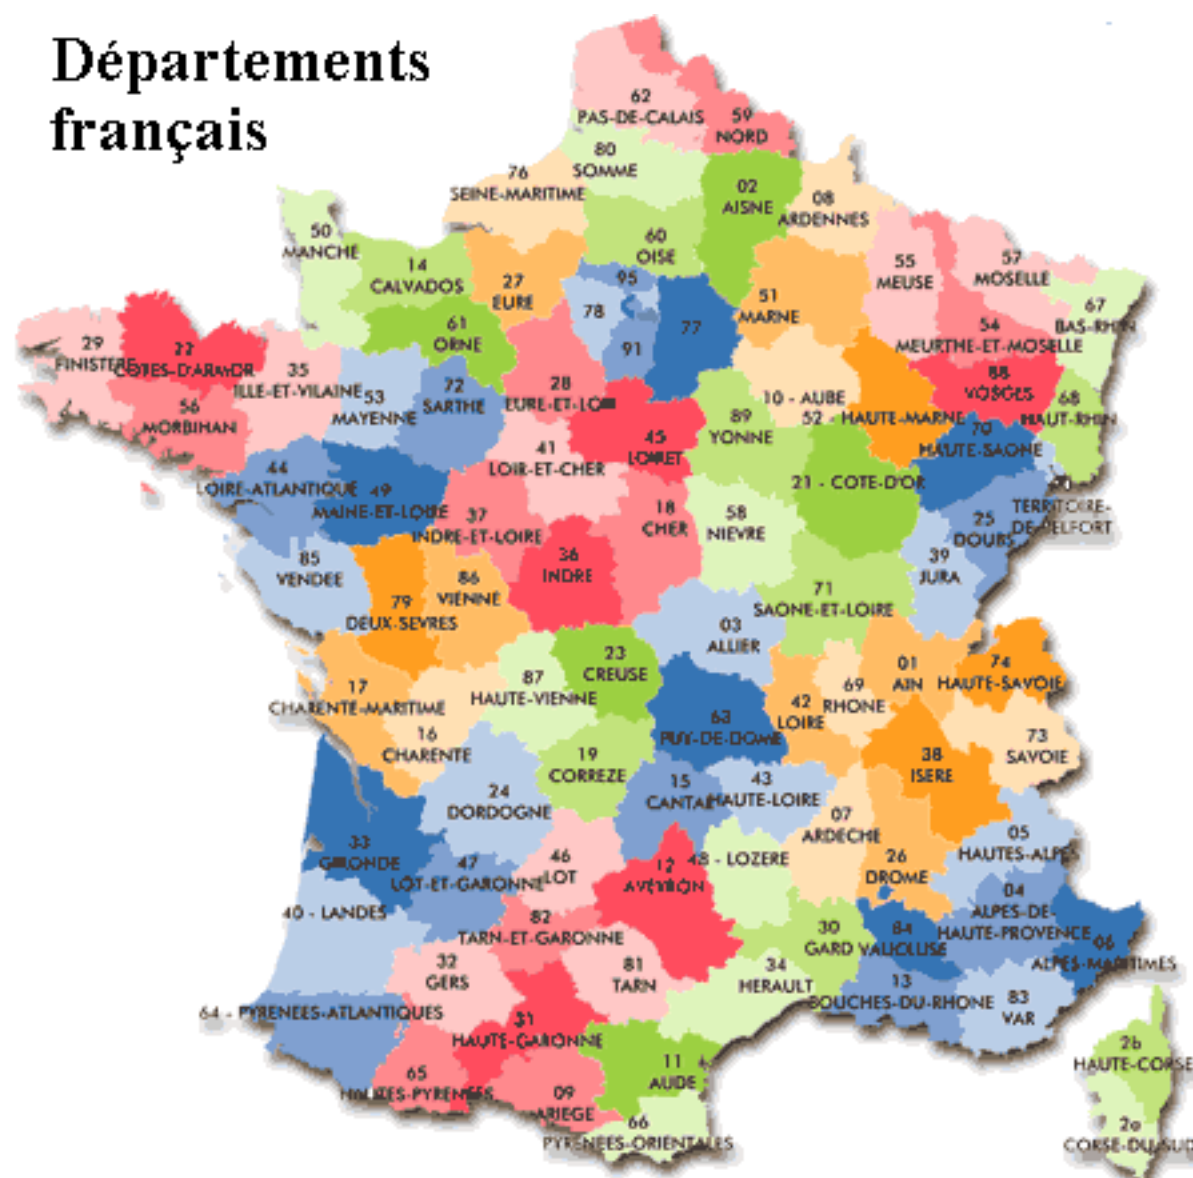 Départements
français
62
PAS-DE-CALAIS
59
NORD
80
SOMME
76
SEINE-MARITIME
02
AISNE
08
ARDENNES
50
MANCHE
60
OISE
14
CALVADOS
27
EURE
95
78
91
77
51
MARNE
55
MEUSE
57
MOSELLE
67
BAS-RHIN
54
MEURTHE-ET-MOSELLE
61
ORNE
29
FINISTERE
22
COTES-D'ARMOR
35
ILLE-ET-VILAINE
53
MAYENNE
72
SARTHE
28
EURE-ET-LOIR
10 - AUBE
88
VOSGES
68
HAUT-RHIN
56
MORBIHAN
52 - HAUTE-MARNE
89
YONNE
45
LOIRET
41
LOIR-ET-CHER
70
HAUTE-SAONE
44
LOIRE-ATLANTIQUE
49
MAINE-ET-LOIRE
21 - COTE-D'OR
90
TERRITOIRE-
DE-BELFORT
25
DOUBS
37
INDRE-ET-LOIRE
18
CHER
58
NIEVRE
39
JURA
85
VENDEE
36
INDRE
86
VIENNE
79
DEUX-SEVRES
71
SAONE-ET-LOIRE
03
ALLIER
23
CREUSE
87
HAUTE-VIENNE
17
CHARENTE-MARITIME
16
CHARENTE
63
PUY-DE-DOME
42
LOIRE
69
RHONE
01
AIN
74
HAUTE-SAVOIE
73
SAVOIE
38
ISERE
19
CORREZE
24
DORDOGNE
15
CANTAL
43
HAUTE-LOIRE
07
ARDECHE
26
DROME
05
HAUTES-ALPES
33
GIRONDE
47
LOT-ET-GARONNE
46
LOT
12
AVEYRON
48 - LOZERE
04
ALPES-DE-
HAUTE-PROVENCE
06
ALPES-MARITIMES
40 - LANDES
82
TARN-ET-GARONNE
30
GARD
84
VAUCLUSE
32
GERS
81
TARN
34
HERAULT
13
BOUCHES-DU-RHONE
83
VAR
64 - PYRENEES-ATLANTIQUES
31
HAUTE-GARONNE
65
HAUTES-PYRENEES
09
ARIEGE
11
AUDE
66
PYRENEES-ORIENTALES
2b
HAUTE-CORSE
2a
CORSE-DU-SUD